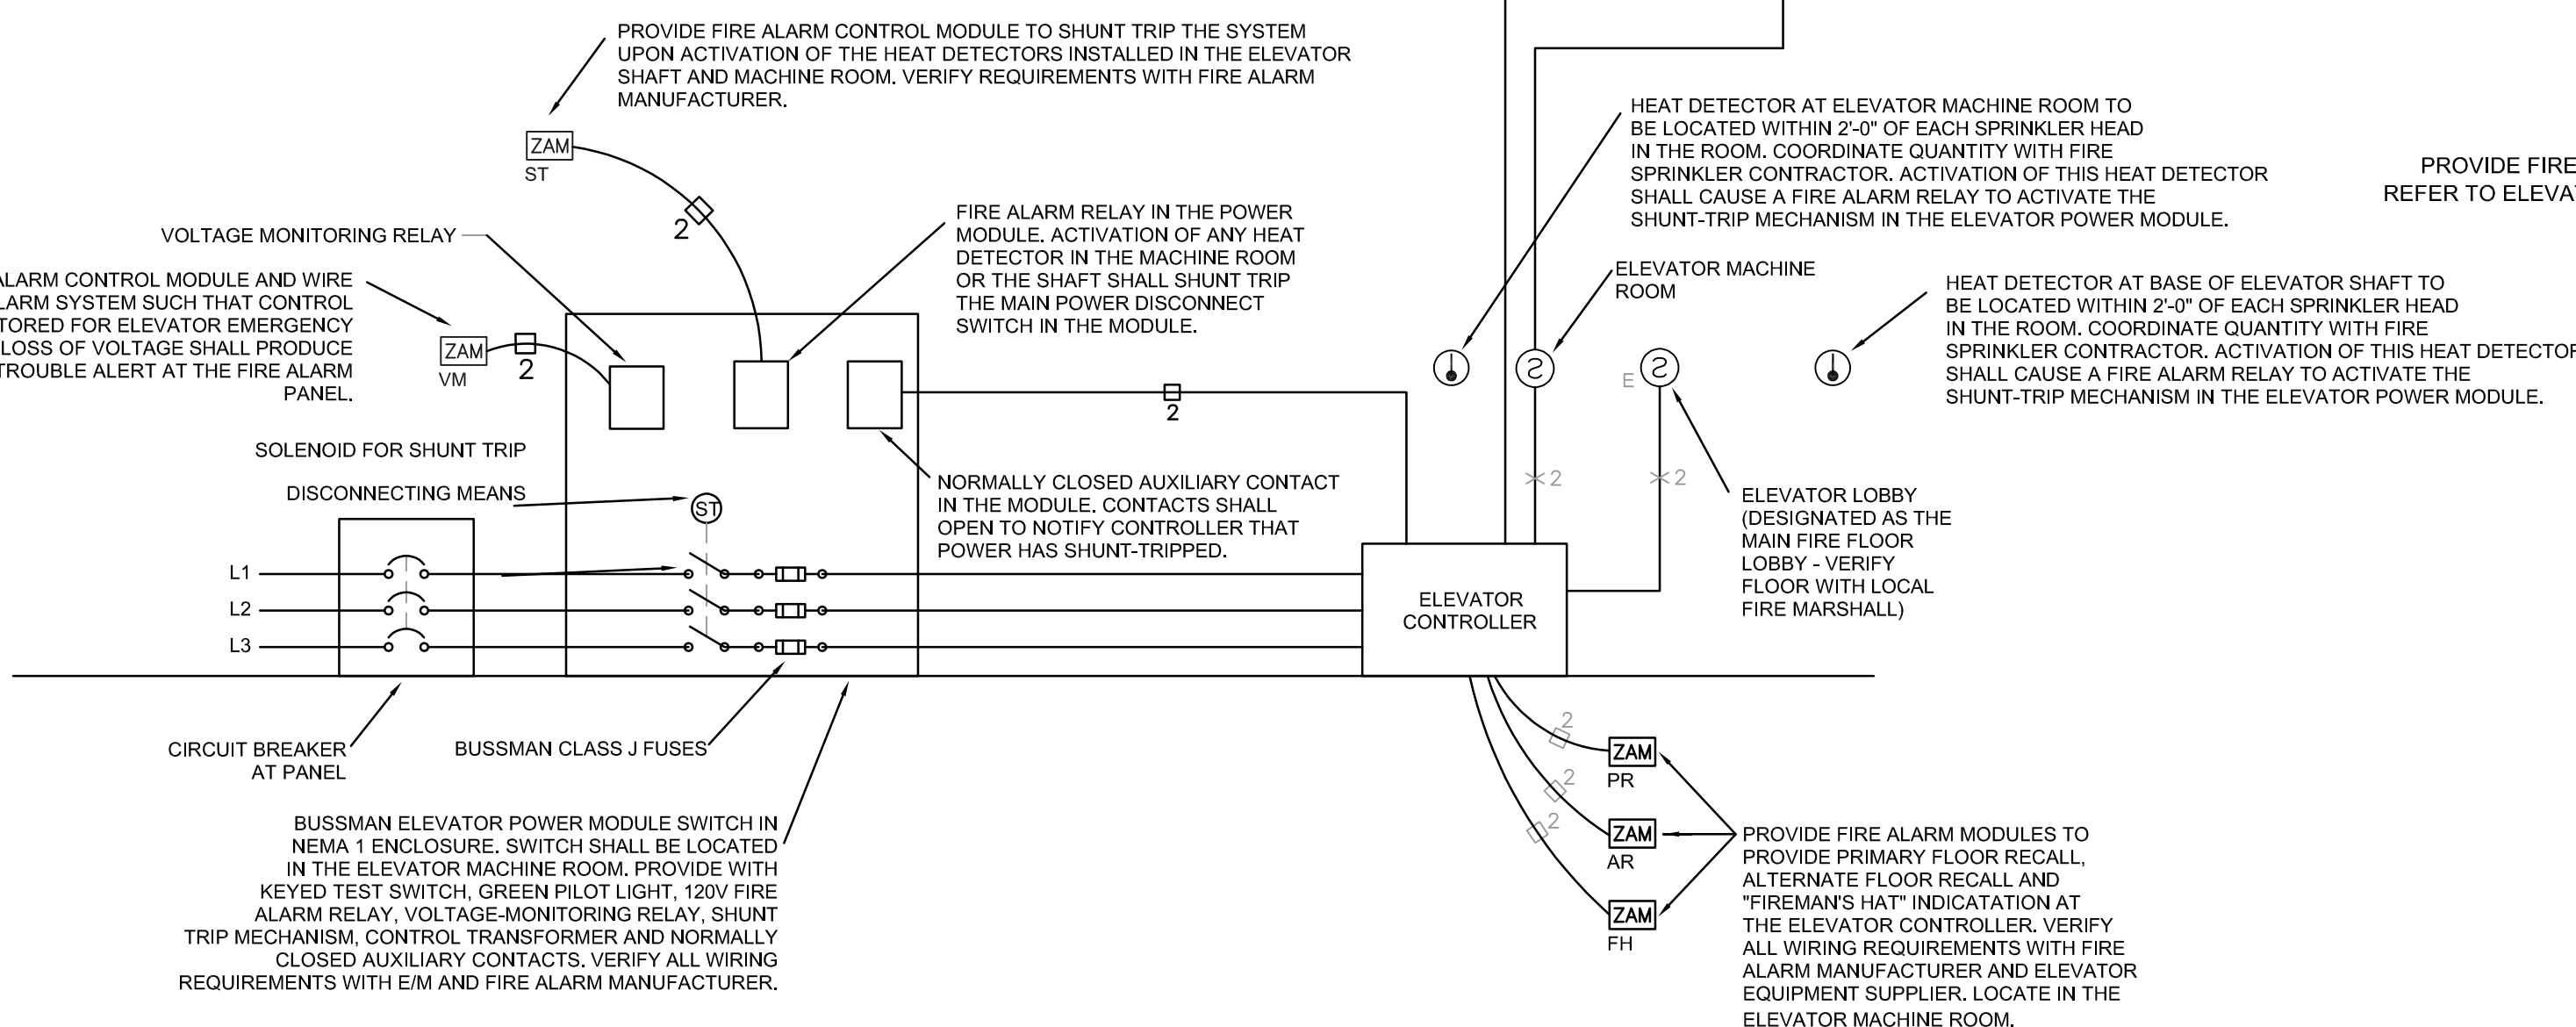 PROVIDE FIRE ALARM CONTROL MODULE TO SHUNT TRIP THE SYSTEM
UPON ACTIVATION OF THE HEAT DETECTORS INSTALLED IN THE ELEVATOR
SHAFT AND MACHINE ROOM. VERIFY REQUIREMENTS WITH FIRE ALARM
MANUFACTURER.
ZAM
ST
2
VOLTAGE MONITORING RELAY
ALARM CONTROL MODULE AND WIRE
LARM SYSTEM SUCH THAT CONTROL
TORED FOR ELEVATOR EMERGENCY
LOSS OF VOLTAGE SHALL PRODUCE
TROUBLE ALERT AT THE FIRE ALARM
PANEL.
ZAM
VM
2
FIRE ALARM RELAY IN THE POWER
MODULE. ACTIVATION OF ANY HEAT
DETECTOR IN THE MACHINE ROOM
OR THE SHAFT SHALL SHUNT TRIP
THE MAIN POWER DISCONNECT
SWITCH IN THE MODULE.
HEAT DETECTOR AT ELEVATOR MACHINE ROOM TO
BE LOCATED WITHIN 2'-0" OF EACH SPRINKLER HEAD
IN THE ROOM. COORDINATE QUANTITY WITH FIRE
SPRINKLER CONTRACTOR. ACTIVATION OF THIS HEAT DETECTOR
SHALL CAUSE A FIRE ALARM RELAY TO ACTIVATE THE
SHUNT-TRIP MECHANISM IN THE ELEVATOR POWER MODULE.
PROVIDE FIRE
REFER TO ELEVA
ELEVATOR MACHINE
ROOM
HEAT DETECTOR AT BASE OF ELEVATOR SHAFT TO
BE LOCATED WITHIN 2'-0" OF EACH SPRINKLER HEAD
IN THE ROOM. COORDINATE QUANTITY WITH FIRE
SPRINKLER CONTRACTOR. ACTIVATION OF THIS HEAT DETECTOR
SHALL CAUSE A FIRE ALARM RELAY TO ACTIVATE THE
SHUNT-TRIP MECHANISM IN THE ELEVATOR POWER MODULE.
S
E
S
2
2
2
SOLENOID FOR SHUNT TRIP
DISCONNECTING MEANS
ST
NORMALLY CLOSED AUXILIARY CONTACT
IN THE MODULE. CONTACTS SHALL
OPEN TO NOTIFY CONTROLLER THAT
POWER HAS SHUNT-TRIPPED.
ELEVATOR LOBBY
(DESIGNATED AS THE
MAIN FIRE FLOOR
LOBBY - VERIFY
FLOOR WITH LOCAL
FIRE MARSHALL)
L1
L2
L3
ELEVATOR
CONTROLLER
CIRCUIT BREAKER
AT PANEL
BUSSMAN CLASS J FUSES
BUSSMAN ELEVATOR POWER MODULE SWITCH IN
NEMA 1 ENCLOSURE. SWITCH SHALL BE LOCATED
IN THE ELEVATOR MACHINE ROOM. PROVIDE WITH
KEYED TEST SWITCH, GREEN PILOT LIGHT, 120V FIRE
ALARM RELAY, VOLTAGE-MONITORING RELAY, SHUNT
TRIP MECHANISM, CONTROL TRANSFORMER AND NORMALLY
CLOSED AUXILIARY CONTACTS. VERIFY ALL WIRING
REQUIREMENTS WITH E/M AND FIRE ALARM MANUFACTURER.
2
ZAM
PR
2
ZAM
AR
2
ZAM
FH
PROVIDE FIRE ALARM MODULES TO
PROVIDE PRIMARY FLOOR RECALL,
ALTERNATE FLOOR RECALL AND
"FIREMAN'S HAT" INDICATATION AT
THE ELEVATOR CONTROLLER. VERIFY
ALL WIRING REQUIREMENTS WITH FIRE
ALARM MANUFACTURER AND ELEVATOR
EQUIPMENT SUPPLIER. LOCATE IN THE
ELEVATOR MACHINE ROOM.